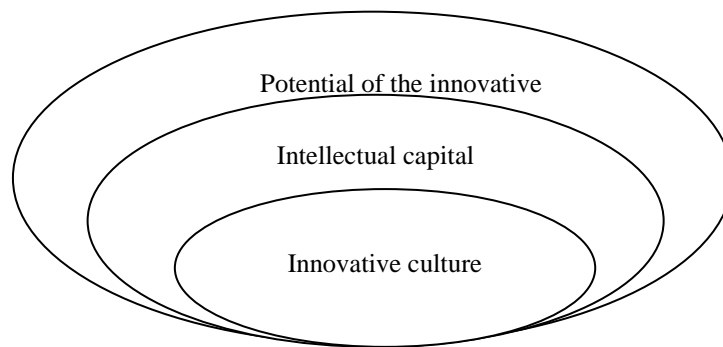 Potential of the innovative
Intellectual capital
Innovative culture